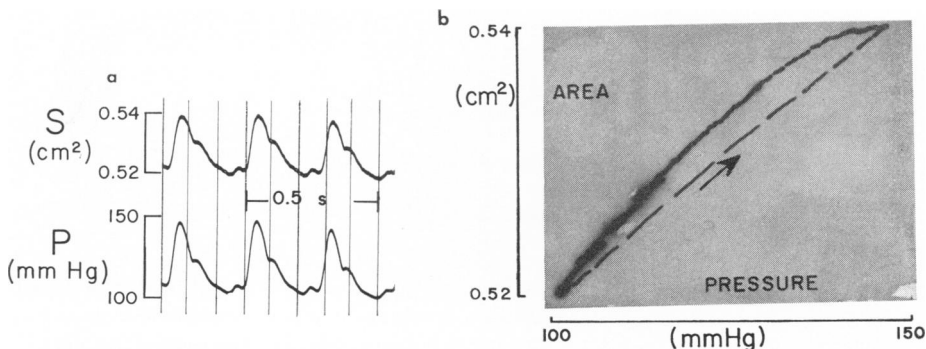 a
S
(cm²)
0.54
0.52
0.5 s
P
(mm Hg)
150
100
b
0.54
(cm²)
0.52
AREA
PRESSURE
100
(mmHg)
150